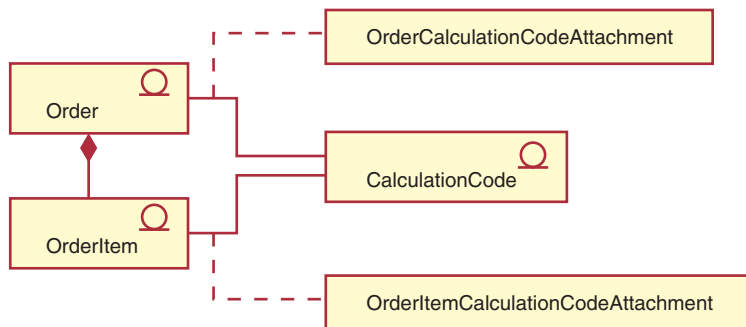 OrderCalculationCodeAttachment
Order
CalculationCode
OrderItem
OrderItemCalculationCodeAttachment